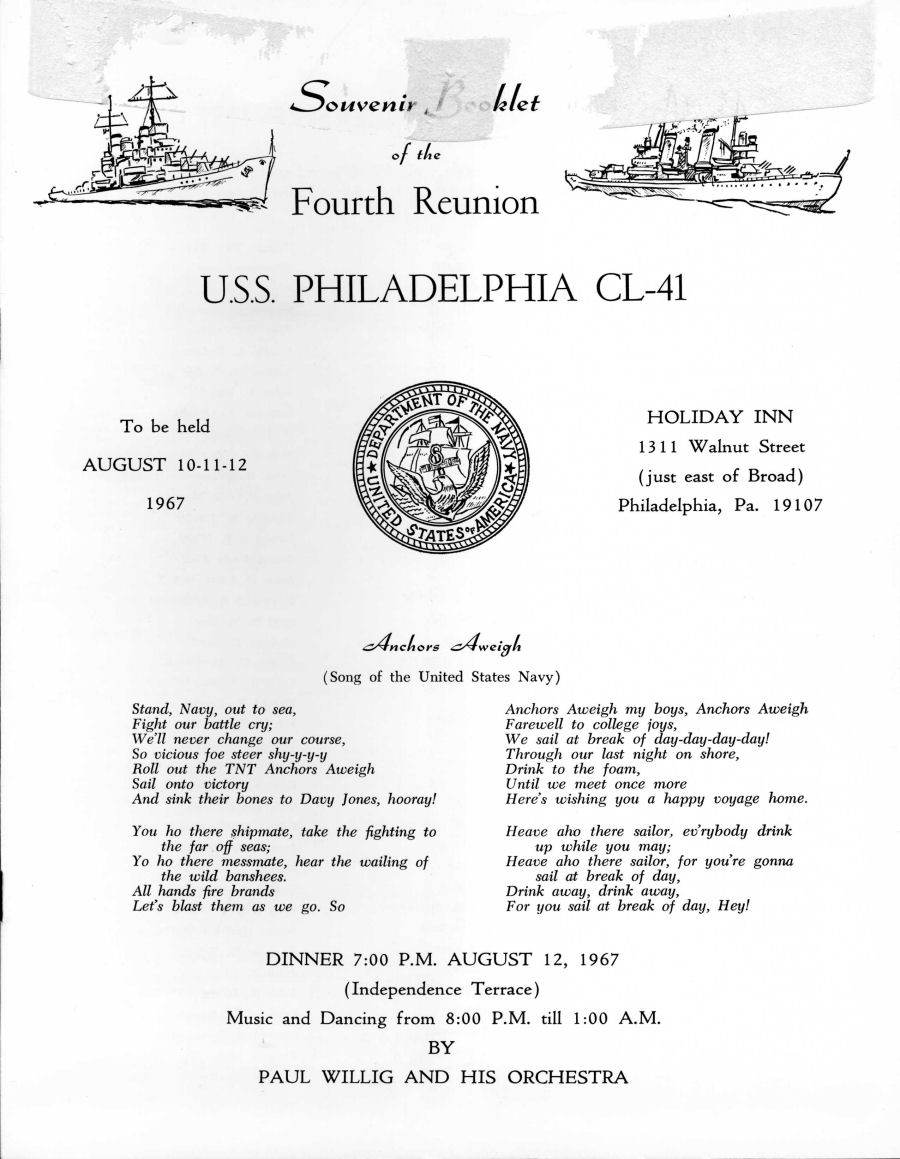 Souvenir Booklet
of the
Fourth Reunion
U.S.S. PHILADELPHIA CL-41
To be held
AUGUST 10-11-12
1967
DEPARTMENT OF THE NAVY
UNITED STATES OF AMERICA
HOLIDAY INN
1311 Walnut Street
(just east of Broad)
Philadelphia, Pa. 19107
Anchors Aweigh
(Song of the United States Navy)
Stand, Navy, out to sea,
Fight our battle cry;
We'll never change our course,
So vicious foe steer shy-y-y-y
Roll out the TNT Anchors Aweigh
Sail onto victory
And sink their bones to Davy Jones, hooray!
You ho there shipmate, take the fighting to
the far off seas;
Yo ho there messmate, hear the wailing of
the wild banshees.
All hands fire brands
Let's blast them as we go. So
Anchors Aweigh my boys, Anchors Aweigh
Farewell to college joys,
We sail at break of day-day-day-day!
Through our last night on shore,
Drink to the foam,
Until we meet once more
Here's wishing you a happy voyage home.
Heave aho there sailor, ev'rybody drink
up while you may;
Heave aho there sailor, for you're gonna
sail at break of day,
Drink away, drink away,
For you sail at break of day, Hey!
DINNER 7:00 P.M. AUGUST 12, 1967
(Independence Terrace)
Music and Dancing from 8:00 P.M. till 1:00 A.M.
BY
PAUL WILLIG AND HIS ORCHESTRA